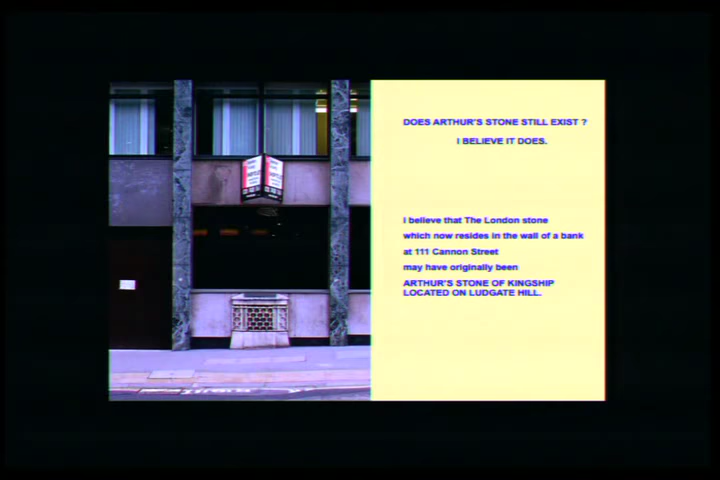 DOES ARTHUR'S STONE STILL EXIST ?
I BELIEVE IT DOES.
i believe that The London stone
which now resides in the wall of a bank
at 111 Cannon Street
may have originally been
ARTHUR'S STONE OF KINGSHIP
LOCATED ON LUDGATE HILL.